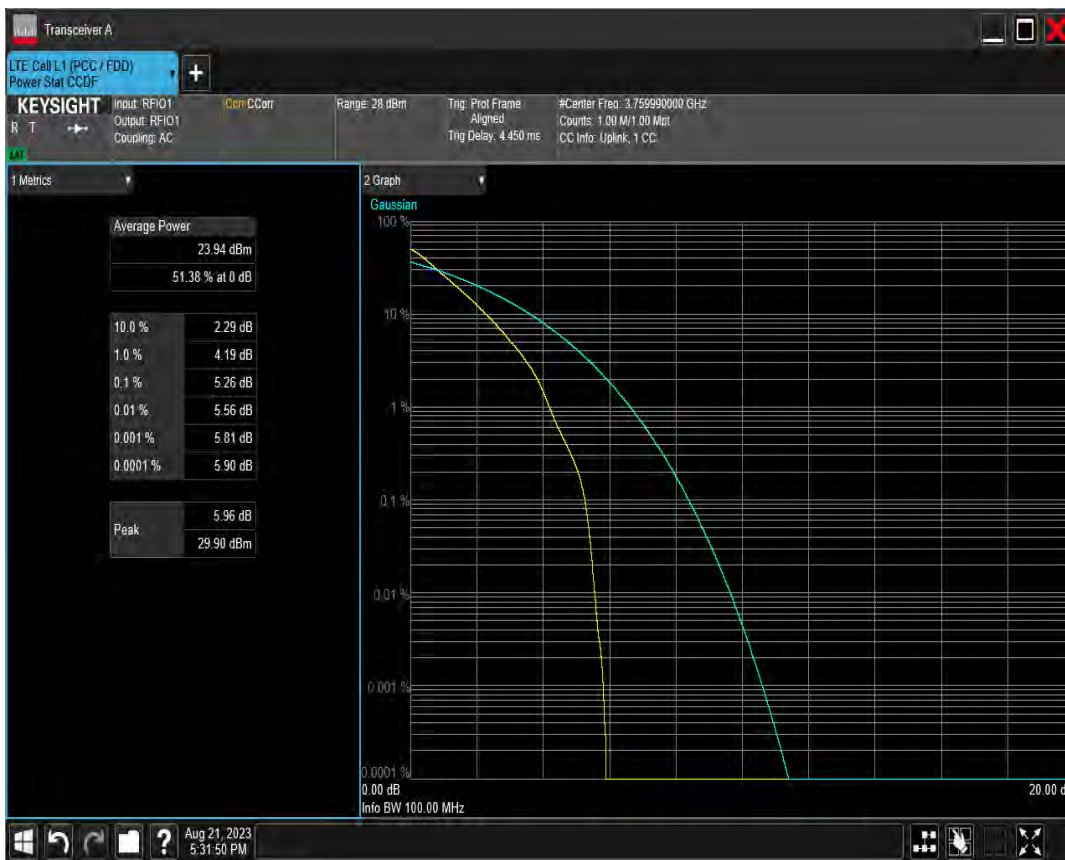 Transceiver A
LTE Cell L1 (PCC / FDD)
Power Stat CCDF
+
KEYSIGHT
R T
LNI
Input: RFIO1
Output: RFIO1
Coupling: AC
Corr CCorr
Range: 28 dBm
Trig: Prot Frame
Aligned
Trig Delay: 4.450 ms
#Center Freq: 3.759990000 GHz
Counts: 1.00 M/1.00 Mpt
CC Info: Uplink, 1 CC
1 Metrics
Average Power
23.94 dBm
51.38 % at 0 dB
10.0 % 2.29 dB
1.0 % 4.19 dB
0.1 % 5.26 dB
0.01 % 5.56 dB
0.001 % 5.81 dB
0.0001 % 5.90 dB
Peak
5.96 dB
29.90 dBm
2 Graph
Gaussian
100 %
10 %
1 %
0.1 %
0.01 %
0.001 %
0.0001 %
0.00 dB
20.00 d
Info BW 100.00 MHz
?
Aug 21, 2023
5:31:50 PM